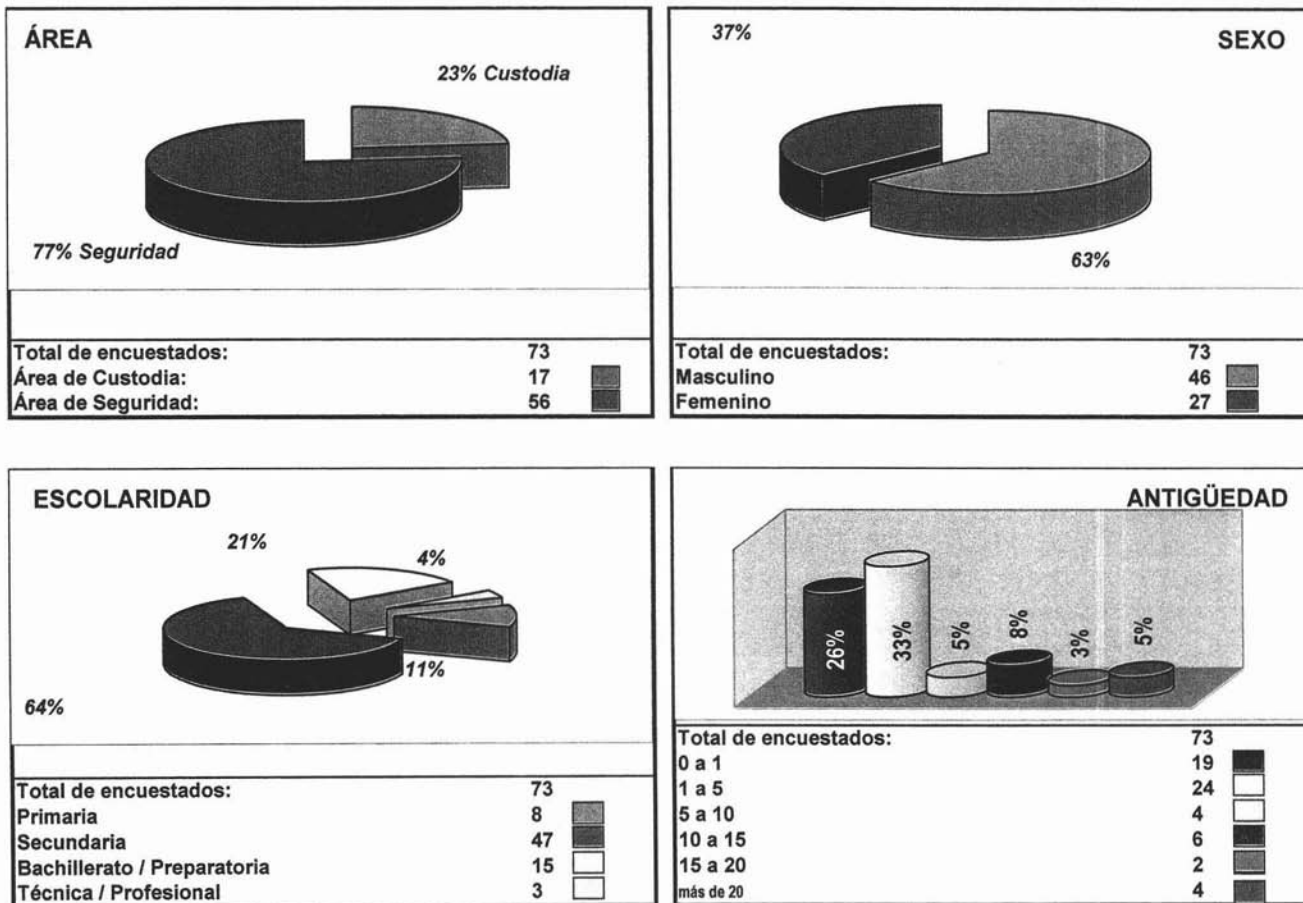 ÁREA
23% Custodia
77% Seguridad
Total de encuestados: 73
Área de Custodia: 17
Área de Seguridad: 56
37%
SEXO
63%
Total de encuestados: 73
Masculino 46
Femenino 27
ESCOLARIDAD
21%
4%
11%
64%
Total de encuestados: 73
Primaria 8
Secundaria 47
Bachillerato / Preparatoria 15
Técnica / Profesional 3
ANTIGÜEDAD
26% 33% 5% 8% 3% 5%
Total de encuestados: 73
0 a 1 19
1 a 5 24
5 a 10 4
10 a 15 6
15 a 20 2
más de 20 4